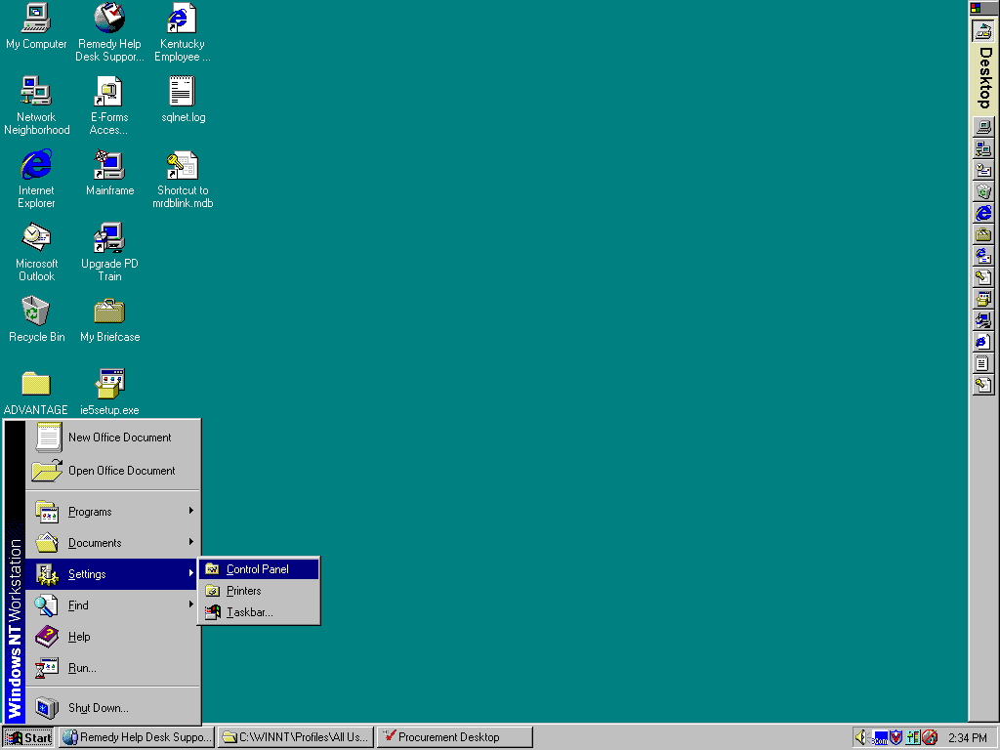 My Computer
Remedy Help
Desk Suppor...
Kentucky
Employee ...
Network
Neighborhood
E-Forms
Acces...
sqlnet.log
Internet
Explorer
Mainframe
Shortcut to
mrdblink.mdb
Microsoft
Outlook
Upgrade PD
Train
Recycle Bin
My Briefcase
ADVANTAGE
ie5setup.exe
Desktop
New Office Document
Open Office Document
Programs
Documents
Settings
Find
Help
Run...
Shut Down...
Windows NT Workstation
Control Panel
Printers
Taskbar...
Start
Remedy Help Desk Suppo...
C:\WINNT\Profiles\All Us...
Procurement Desktop
3Com
2:34 PM